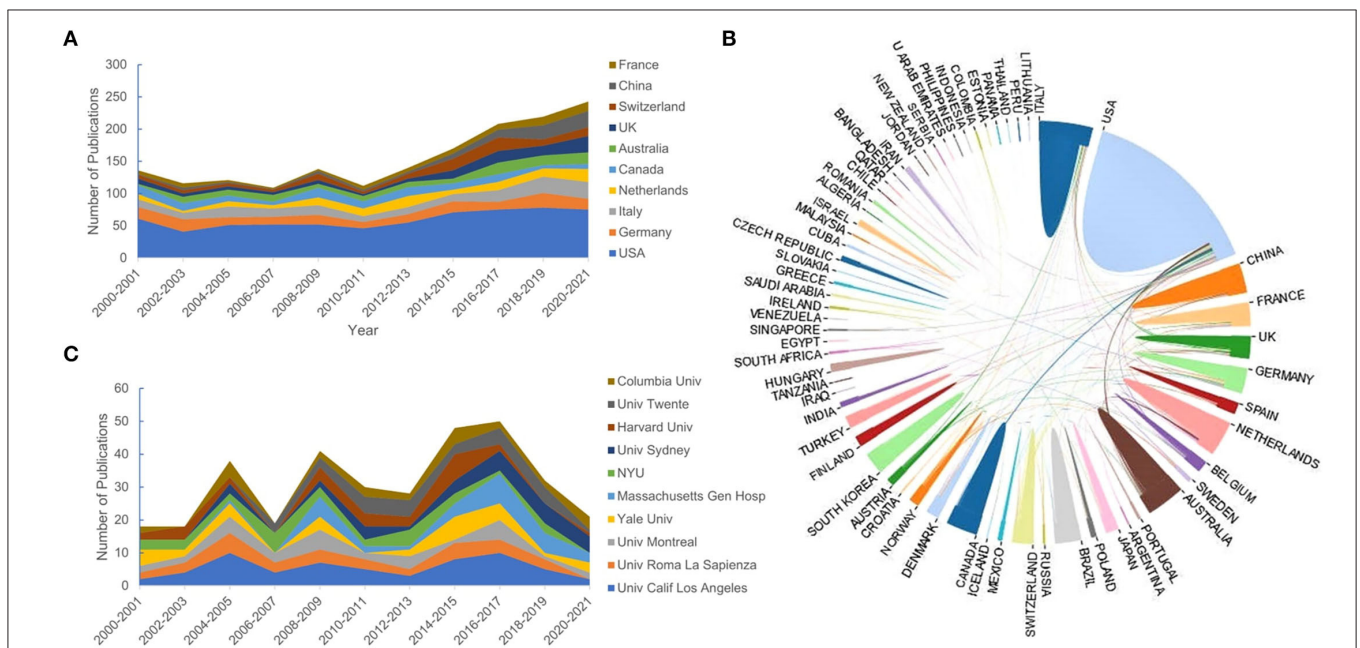 A
Number of Publications
300
250
200
150
100
50
0
2000-2001
2002-2003
2004-2005
2006-2007
2008-2009
2010-2011
2012-2013
2014-2015
2016-2017
2018-2019
2020-2021
Year
France
China
Switzerland
UK
Australia
Canada
Netherlands
Italy
Germany
USA
B
ITALY
USA
CHINA
FRANCE
UK
GERMANY
SPAIN
NETHERLANDS
BELGIUM
SWEDEN
AUSTRALIA
PORTUGAL
ARGENTINA
JAPAN
POLAND
BRAZIL
RUSSIA
SWITZERLAND
MEXICO
ICELAND
CANADA
DENMARK
NORWAY
CROATIA
AUSTRIA
SOUTH KOREA
FINLAND
TURKEY
INDIA
IRAQ
TANZANIA
HUNGARY
SOUTH AFRICA
EGYPT
SINGAPORE
VENEZUELA
IRELAND
SAUDI ARABIA
GREECE
SLOVAKIA
CZECH REPUBLIC
CUBA
MALAYSIA
ISRAEL
ALGERIA
ROMANIA
CHILE
QATAR
BANGLADESH
IRAN
JORDAN
NEW ZEALAND
SERBIA
U ARAB EMIRATES
PHILIPPINES
INDONESIA
COLOMBIA
ESTONIA
PANAMA
THAILAND
PERU
LITHUANIA
C
Number of Publications
60
50
40
30
20
10
0
2000-2001
2002-2003
2004-2005
2006-2007
2008-2009
2010-2011
2012-2013
2014-2015
2016-2017
2018-2019
2020-2021
Columbia Univ
Univ Twente
Harvard Univ
Univ Sydney
NYU
Massachusetts Gen Hosp
Yale Univ
Univ Montreal
Univ Roma La Sapienza
Univ Calif Los Angeles